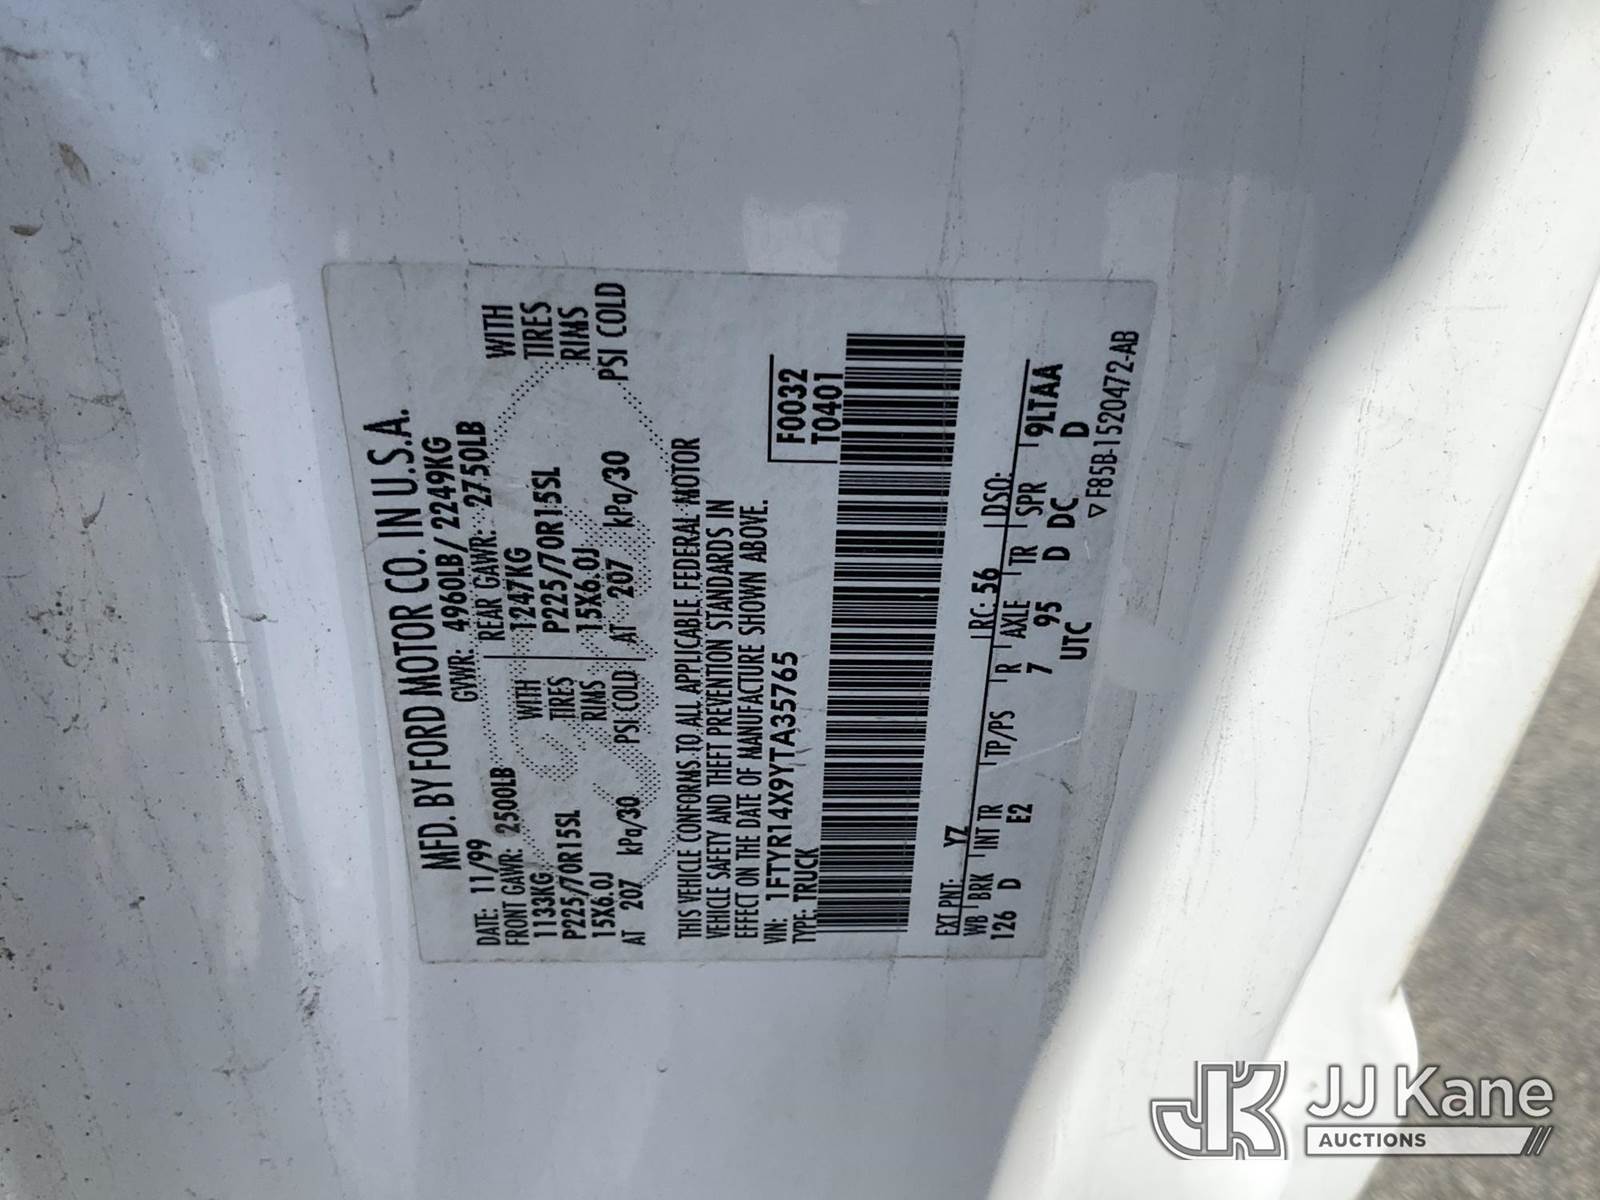 MFD. BY FORD MOTOR CO. IN U.S.A.
DATE: 11/99 GVWR: 4960LB/ 2249KG
FRONT GAWR: 2500LB REAR GAWR: 2750LB
1133KG WITH 1247KG WITH
P225/70R15SL TIRES P225/70R15SL TIRES
15X6.0J RIMS 15X6.0J RIMS
AT 207 kPa/30 PSI COLD AT 207 kPa/30 PSI COLD
THIS VEHICLE CONFORMS TO ALL APPLICABLE FEDERAL MOTOR
VEHICLE SAFETY AND THEFT PREVENTION STANDARDS IN
EFFECT ON THE DATE OF MANUFACTURE SHOWN ABOVE.
VIN: 1FTYR14X9YTA35765 F0032
TYPE: TRUCK T0401
EXT PNT: YZ RC: 56 DSO:
WB BRK INT TR TP/PS R AXLE TR SPR 9LTAA
126 D E2 7 95 D DC D
UTC
▽F85B-1520472-AB
JK JJ Kane
AUCTIONS